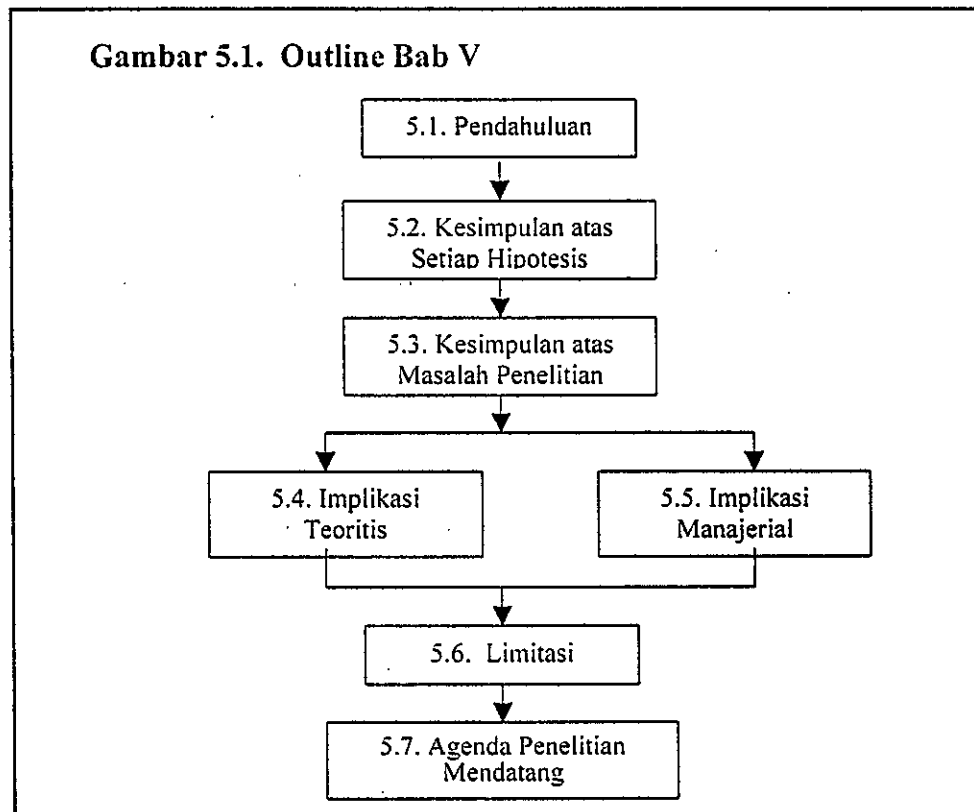 Gambar 5.1. Outline Bab V
5.1. Pendahuluan
5.2. Kesimpulan atas
Setiap Hipotesis
5.3. Kesimpulan atas
Masalah Penelitian
5.4. Implikasi
Teoritis
5.5. Implikasi
Manajerial
5.6. Limitasi
5.7. Agenda Penelitian
Mendatang